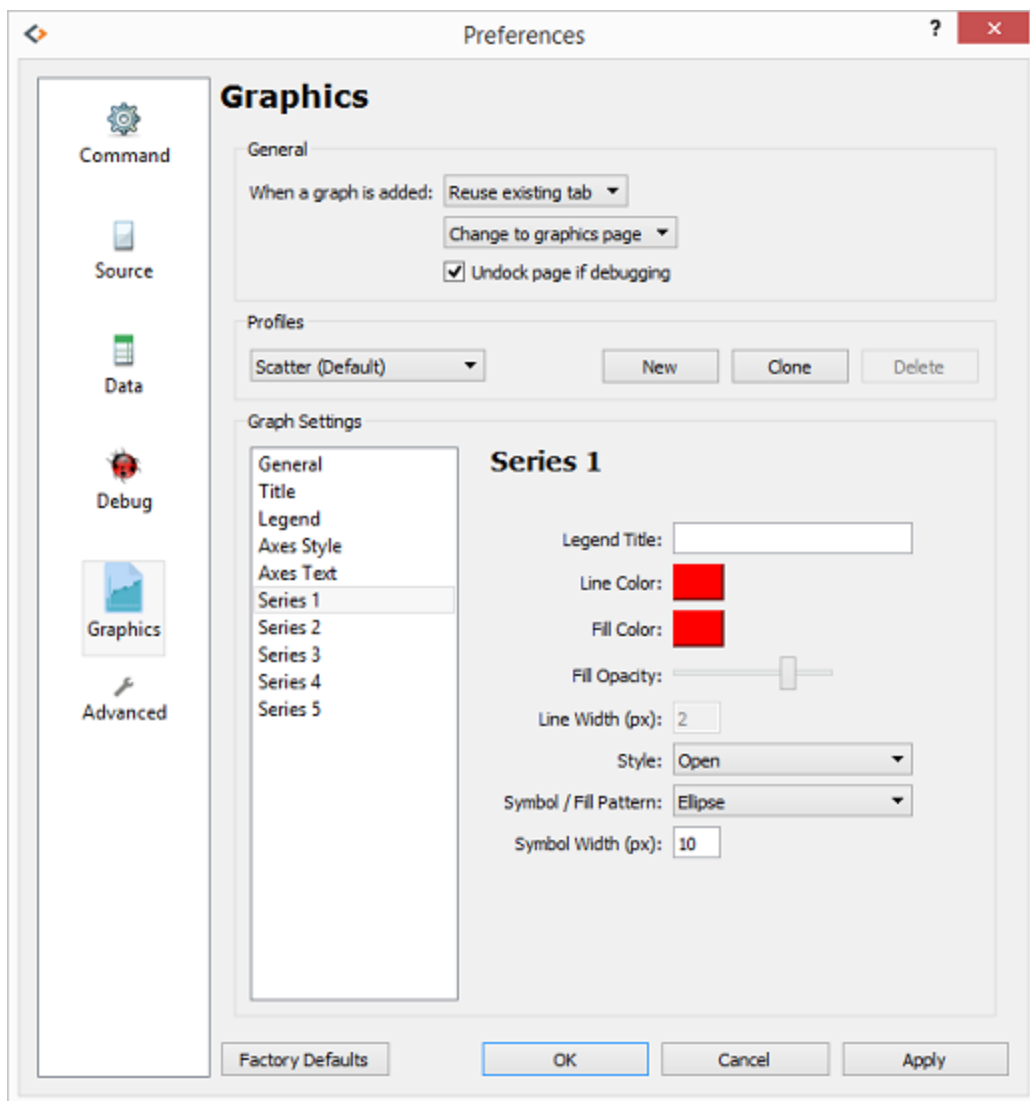 Preferences
?
Graphics
Command
Source
Data
Debug
Graphics
Advanced
General
When a graph is added: Reuse existing tab
Change to graphics page
Undock page if debugging
Profiles
Scatter (Default) New Clone Delete
Graph Settings
General
Title
Legend
Axes Style
Axes Text
Series 1
Series 2
Series 3
Series 4
Series 5
Series 1
Legend Title:
Line Color:
Fill Color:
Fill Opacity:
Line Width (px): 2
Style: Open
Symbol / Fill Pattern: Ellipse
Symbol Width (px): 10
Factory Defaults OK Cancel Apply